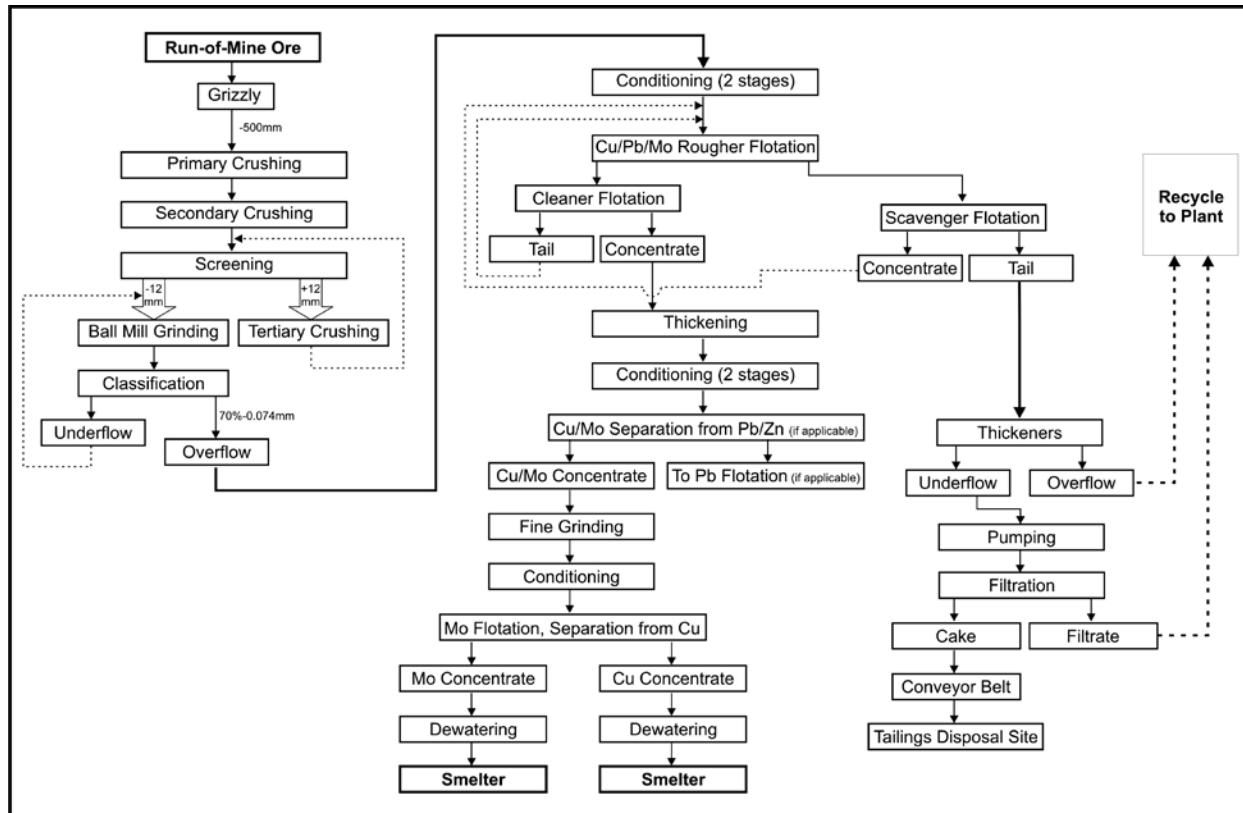 Run-of-Mine Ore
Grizzly
-500mm
Primary Crushing
Secondary Crushing
Screening
-12
mm
+12
mm
Ball Mill Grinding
Tertiary Crushing
Classification
70%-0.074mm
Underflow
Overflow
Conditioning (2 stages)
Cu/Pb/Mo Rougher Flotation
Cleaner Flotation
Tail
Concentrate
Scavenger Flotation
Concentrate
Tail
Thickening
Conditioning (2 stages)
Cu/Mo Separation from Pb/Zn (if applicable)
Cu/Mo Concentrate
To Pb Flotation (if applicable)
Fine Grinding
Conditioning
Mo Flotation, Separation from Cu
Mo Concentrate
Cu Concentrate
Dewatering
Dewatering
Smelter
Smelter
Thickeners
Underflow
Overflow
Pumping
Filtration
Cake
Filtrate
Conveyor Belt
Tailings Disposal Site
Recycle
to Plant